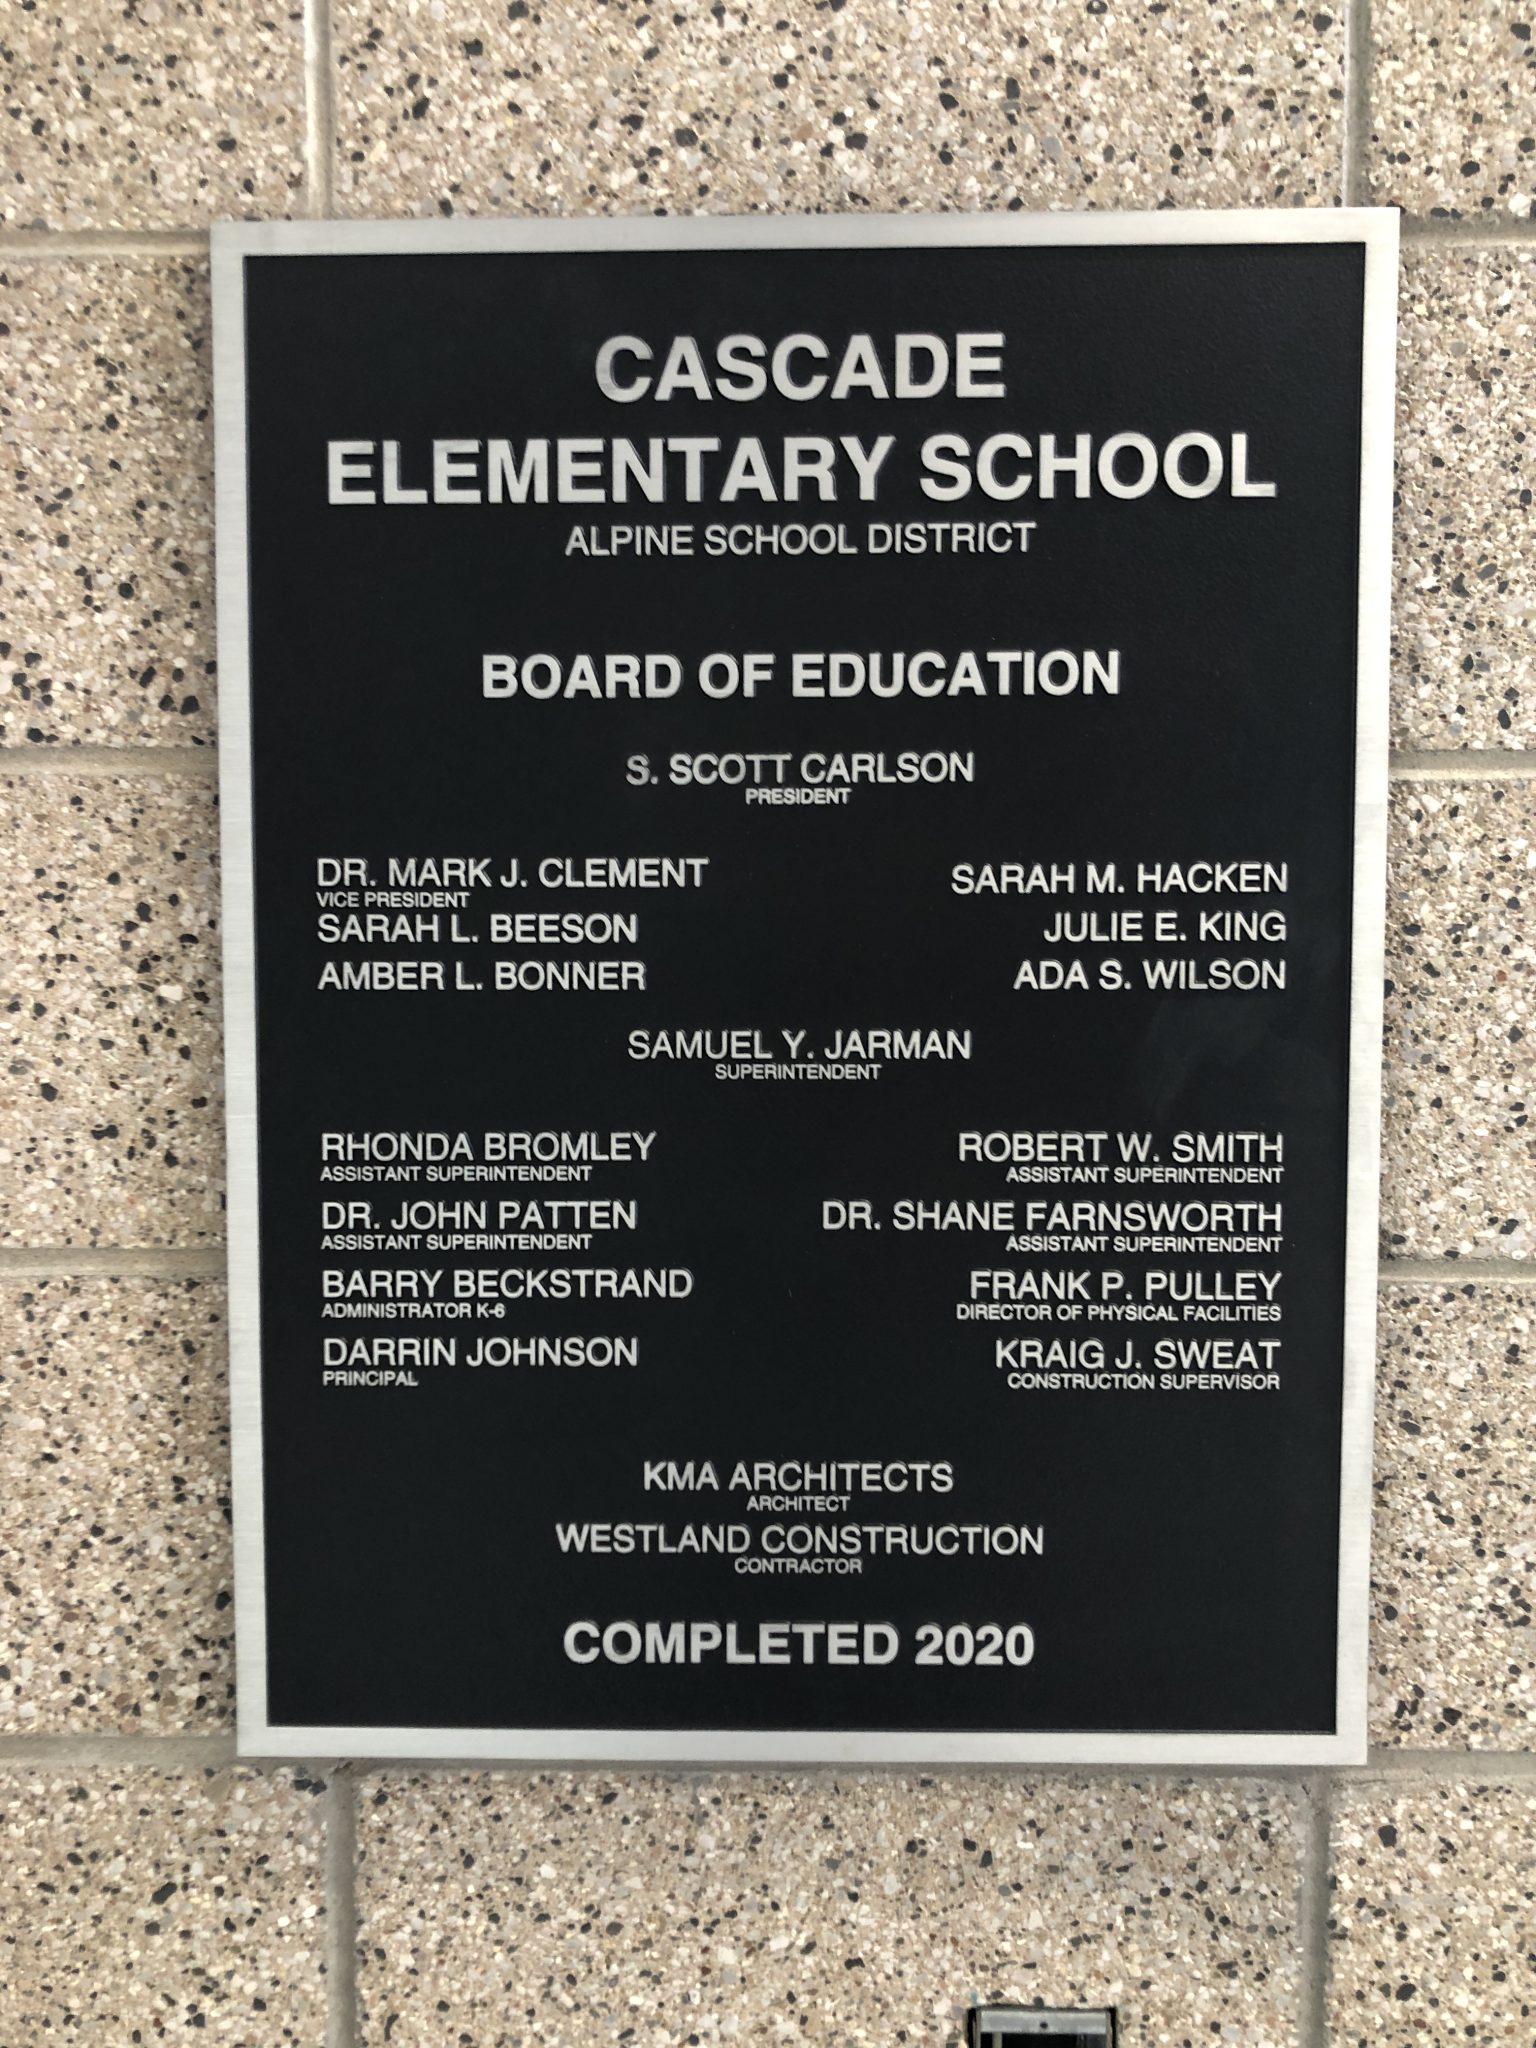 CASCADE
ELEMENTARY SCHOOL
ALPINE SCHOOL DISTRICT
BOARD OF EDUCATION
S. SCOTT CARLSON
PRESIDENT
DR. MARK J. CLEMENT
VICE PRESIDENT
SARAH L. BEESON
AMBER L. BONNER
SARAH M. HACKEN
JULIE E. KING
ADA S. WILSON
SAMUEL Y. JARMAN
SUPERINTENDENT
RHONDA BROMLEY
ASSISTANT SUPERINTENDENT
DR. JOHN PATTEN
ASSISTANT SUPERINTENDENT
BARRY BECKSTRAND
ADMINISTRATOR K-6
DARRIN JOHNSON
PRINCIPAL
ROBERT W. SMITH
ASSISTANT SUPERINTENDENT
DR. SHANE FARNSWORTH
ASSISTANT SUPERINTENDENT
FRANK P. PULLEY
DIRECTOR OF PHYSICAL FACILITIES
KRAIG J. SWEAT
CONSTRUCTION SUPERVISOR
KMA ARCHITECTS
ARCHITECT
WESTLAND CONSTRUCTION
CONTRACTOR
COMPLETED 2020